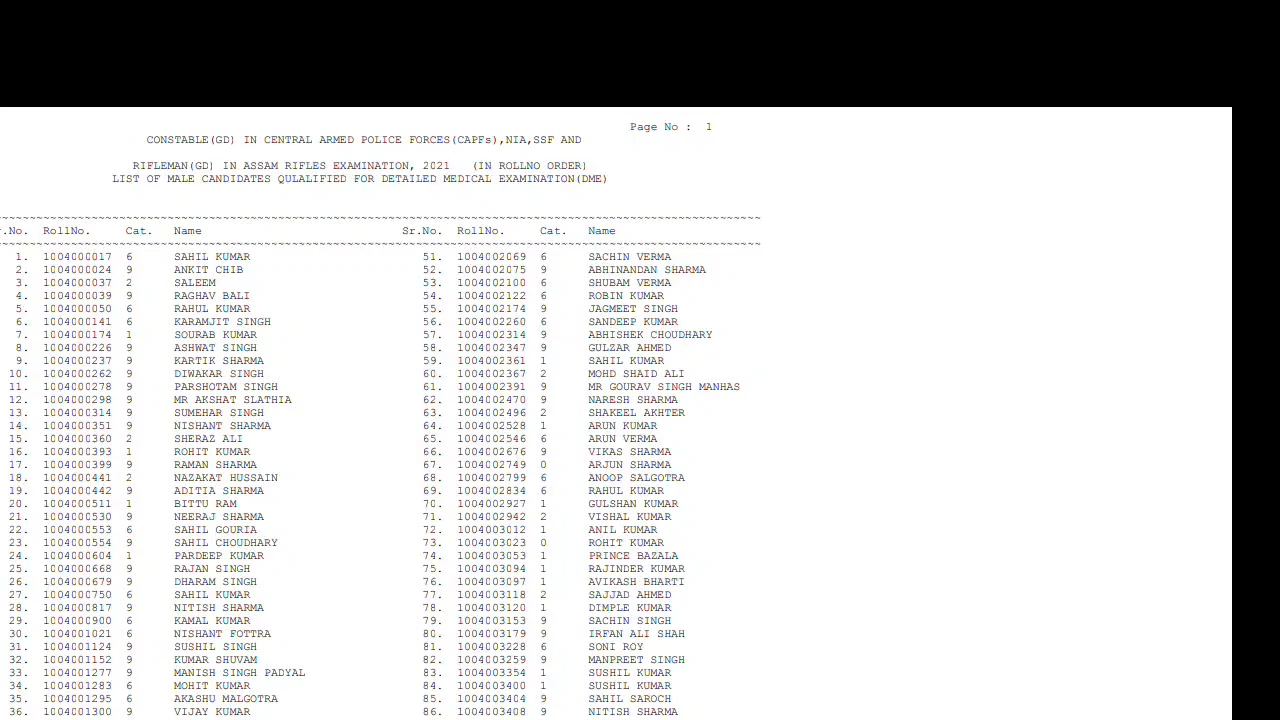 Page No : 1
CONSTABLE(GD) IN CENTRAL ARMED POLICE FORCES(CAPFs),NIA,SSF AND
RIFLEMAN(GD) IN ASSAM RIFLES EXAMINATION, 2021 (IN ROLLNO ORDER)
LIST OF MALE CANDIDATES QULALIFIED FOR DETAILED MEDICAL EXAMINATION(DME)
r.No. RollNo. Cat. Name Sr.No. RollNo. Cat. Name
1. 1004000017 6 SAHIL KUMAR 51. 1004002069 6 SACHIN VERMA
2. 1004000024 9 ANKIT CHIB 52. 1004002075 9 ABHINANDAN SHARMA
3. 1004000037 2 SALEEM 53. 1004002100 6 SHUBAM VERMA
4. 1004000039 9 RAGHAV BALI 54. 1004002122 6 ROBIN KUMAR
5. 1004000050 6 RAHUL KUMAR 55. 1004002174 9 JAGMEET SINGH
6. 1004000141 6 KARAMJIT SINGH 56. 1004002260 6 SANDEEP KUMAR
7. 1004000174 1 SOURAB KUMAR 57. 1004002314 9 ABHISHEK CHOUDHARY
8. 1004000226 9 ASHWAT SINGH 58. 1004002347 9 GULZAR AHMED
9. 1004000237 9 KARTIK SHARMA 59. 1004002361 1 SAHIL KUMAR
10. 1004000262 9 DIWAKAR SINGH 60. 1004002367 2 MOHD SHAID ALI
11. 1004000278 9 PARSHOTAM SINGH 61. 1004002391 9 MR GOURAV SINGH MANHAS
12. 1004000298 9 MR AKSHAT SLATHIA 62. 1004002470 9 NARESH SHARMA
13. 1004000314 9 SUMEHAR SINGH 63. 1004002496 2 SHAKEEL AKHTER
14. 1004000351 9 NISHANT SHARMA 64. 1004002528 1 ARUN KUMAR
15. 1004000360 2 SHERAZ ALI 65. 1004002546 6 ARUN VERMA
16. 1004000393 1 ROHIT KUMAR 66. 1004002676 9 VIKAS SHARMA
17. 1004000399 9 RAMAN SHARMA 67. 1004002749 0 ARJUN SHARMA
18. 1004000441 2 NAZAKAT HUSSAIN 68. 1004002799 6 ANOOP SALGOTRA
19. 1004000442 9 ADITIA SHARMA 69. 1004002834 6 RAHUL KUMAR
20. 1004000511 1 BITTU RAM 70. 1004002927 1 GULSHAN KUMAR
21. 1004000530 9 NEERAJ SHARMA 71. 1004002942 2 VISHAL KUMAR
22. 1004000553 6 SAHIL GOURIA 72. 1004003012 1 ANIL KUMAR
23. 1004000554 9 SAHIL CHOUDHARY 73. 1004003023 0 ROHIT KUMAR
24. 1004000604 1 PARDEEP KUMAR 74. 1004003053 1 PRINCE BAZALA
25. 1004000668 9 RAJAN SINGH 75. 1004003094 1 RAJINDER KUMAR
26. 1004000679 9 DHARAM SINGH 76. 1004003097 1 AVIKASH BHARTI
27. 1004000750 6 SAHIL KUMAR 77. 1004003118 2 SAJJAD AHMED
28. 1004000817 9 NITISH SHARMA 78. 1004003120 1 DIMPLE KUMAR
29. 1004000900 6 KAMAL KUMAR 79. 1004003153 9 SACHIN SINGH
30. 1004001021 6 NISHANT FOTTRA 80. 1004003179 9 IRFAN ALI SHAH
31. 1004001124 9 SUSHIL SINGH 81. 1004003228 6 SONI ROY
32. 1004001152 9 KUMAR SHUVAM 82. 1004003259 9 MANPREET SINGH
33. 1004001277 9 MANISH SINGH PADYAL 83. 1004003354 1 SUSHIL KUMAR
34. 1004001283 6 MOHIT KUMAR 84. 1004003400 1 SUSHIL KUMAR
35. 1004001295 6 AKASHU MALGOTRA 85. 1004003404 9 SAHIL SAROCH
36. 1004001300 9 VIJAY KUMAR 86. 1004003408 9 NITISH SHARMA